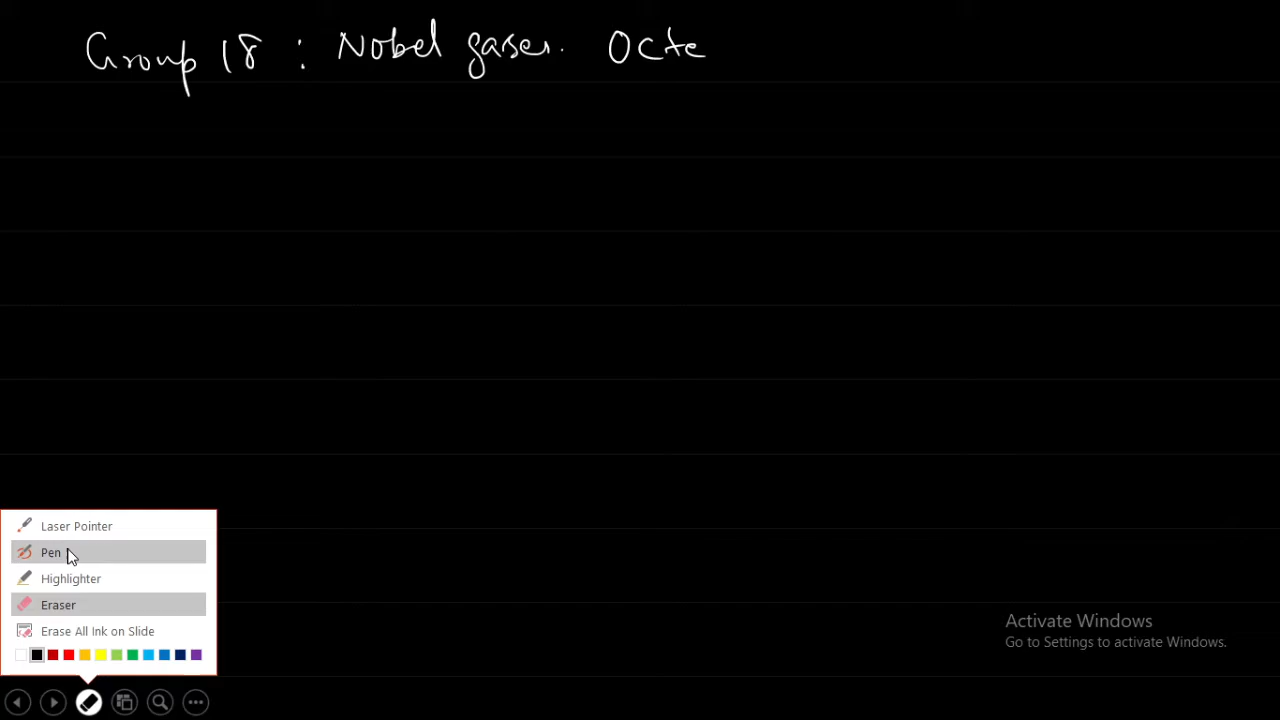 Group 18 : Nobel gases. Octe
Laser Pointer
Pen
Highlighter
Eraser
Erase All Ink on Slide
Activate Windows
Go to Settings to activate Windows.